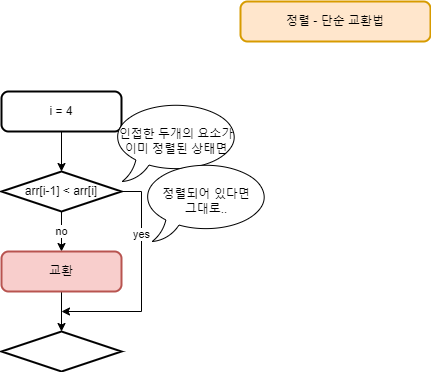 정렬 - 단순 교환법
i = 4
인접한 두개의 요소가
이미 정렬된 상태면
arr[i-1] < arr[i]
정렬되어 있다면
그대로..
no
yes
교환